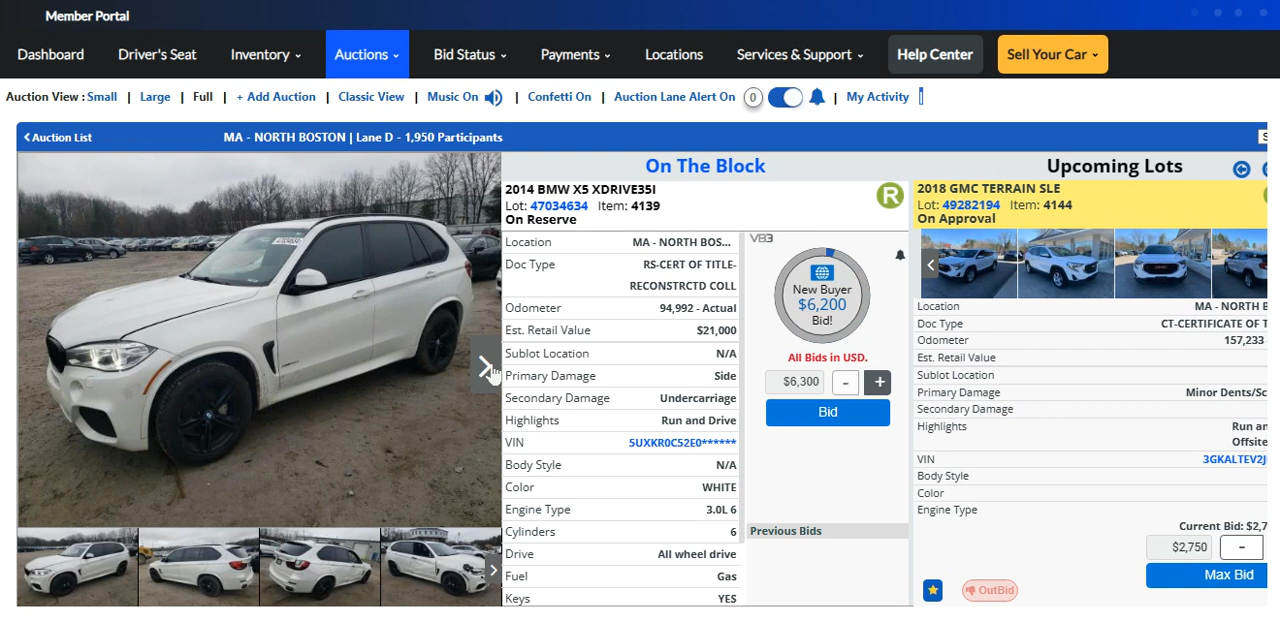 Member Portal
Dashboard Driver's Seat Inventory Auctions Bid Status Payments Locations Services & Support Help Center Sell Your Car
Auction View : Small | Large | Full | + Add Auction | Classic View | Music On | Confetti On | Auction Lane Alert On 0 | My Activity
Auction List MA - NORTH BOSTON | Lane D - 1,950 Participants S
On The Block
2014 BMW X5 XDRIVE35I
Lot: 47034634 Item: 4139
On Reserve
R
Location MA - NORTH BOS...
Doc Type RS-CERT OF TITLE-
RECONSTRCTD COLL
Odometer 94,992 - Actual
Est. Retail Value $21,000
Sublot Location N/A
Primary Damage Side
Secondary Damage Undercarriage
Highlights Run and Drive
VIN 5UXKR0C52E0******
Body Style N/A
Color WHITE
Engine Type 3.0L 6
Cylinders 6
Drive All wheel drive
Fuel Gas
Keys YES
VB3
New Buyer
$6,200
Bid!
All Bids in USD.
$6,300 - +
Bid
Previous Bids
Upcoming Lots
2018 GMC TERRAIN SLE
Lot: 49282194 Item: 4144
On Approval
Location MA - NORTH B
Doc Type CT-CERTIFICATE OF T
Odometer 157,233
Est. Retail Value
Sublot Location
Primary Damage Minor Dents/Sc
Secondary Damage
Highlights Run an
Offsite
VIN 3GKALTEV2J
Body Style
Color
Engine Type
Current Bid: $2,7
$2,750 -
Max Bid
OutBid